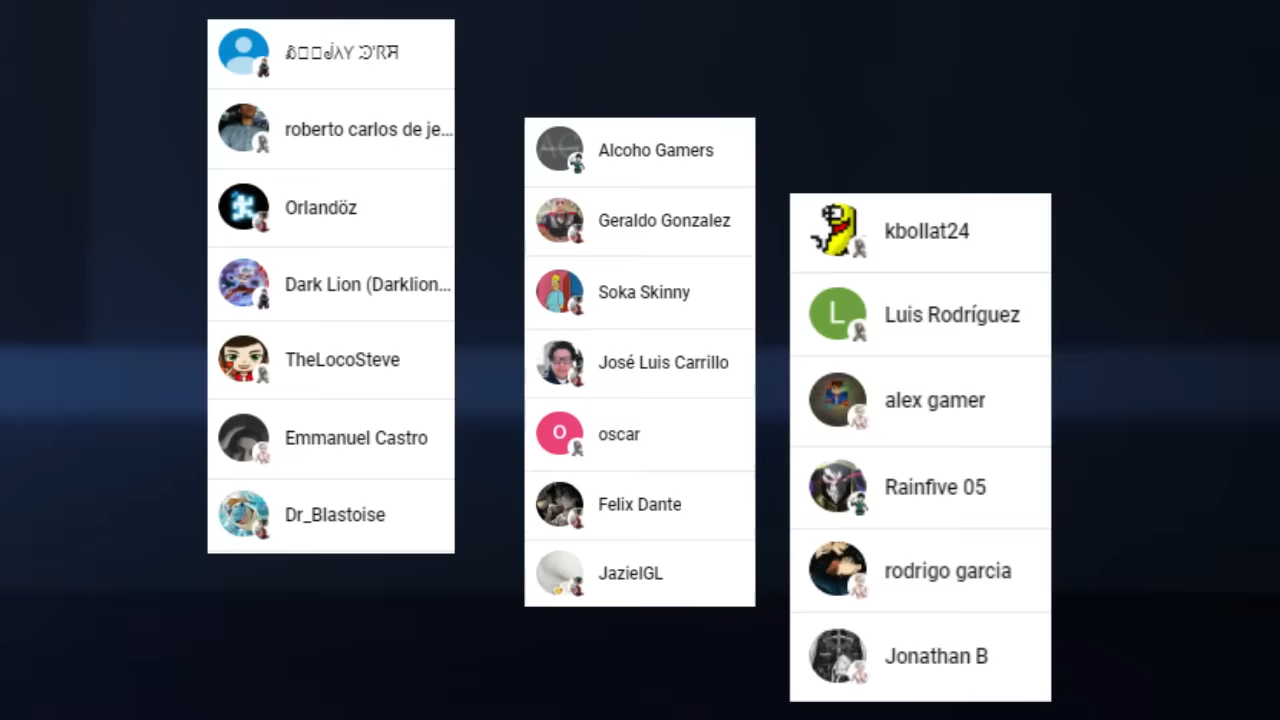 roberto carlos de je...
Orlandöz
Dark Lion (Darklion...
TheLocoSteve
Emmanuel Castro
Dr_Blastoise
Alcoho Gamers
Geraldo Gonzalez
Soka Skinny
José Luis Carrillo
O
oscar
Felix Dante
JazielGL
kbollat24
L
Luis Rodríguez
alex gamer
Rainfive 05
rodrigo garcia
Jonathan B